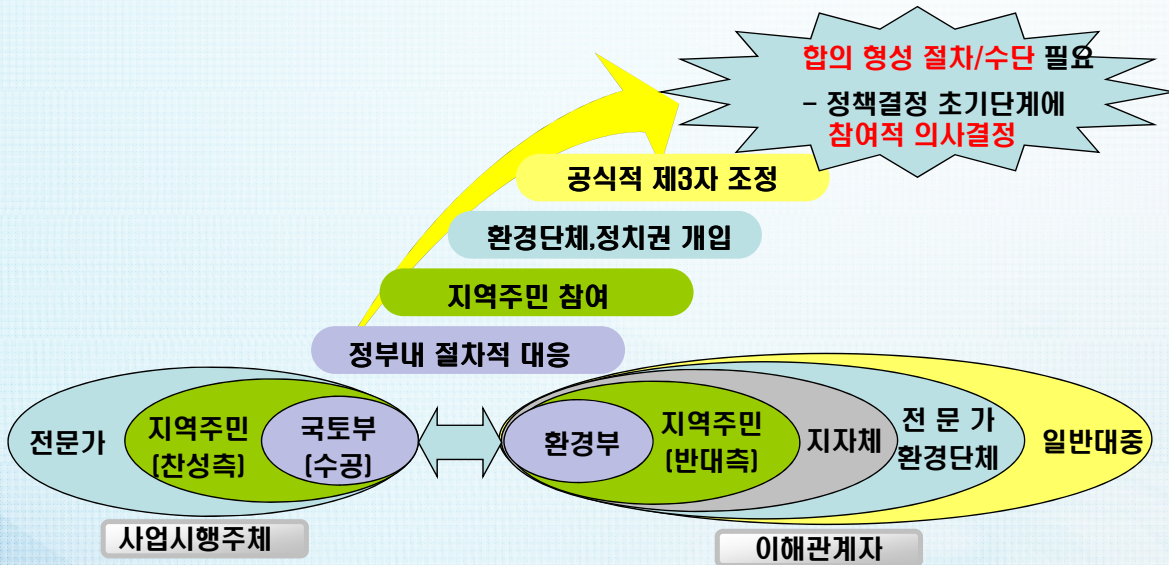 합의 형성 절차/수단 필요
- 정책결정 초기단계에
참여적 의사결정
공식적 제3자 조정
환경단체,정치권 개입
지역주민 참여
정부내 절차적 대응
전문가
지역주민
(찬성측)
국토부
(수공)
환경부
지역주민
(반대측)
지자체
전 문 가
환경단체
일반대중
사업시행주체
이해관계자